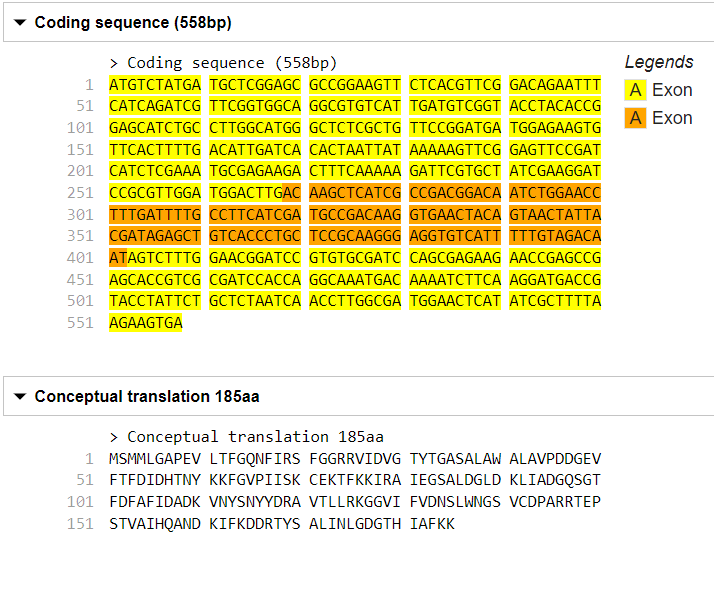 Coding sequence (558bp)
> Coding sequence (558bp)
Legends
A Exon
A Exon
1 ATGTCTATGA TGCTCGGAGC GCCGGAAGTT CTCACGTTCG GACAGAATTT
51 CATCAGATCG TTCGGTGGCA GGCGTGTCAT TGATGTCGGT ACCTACACCG
101 GAGCATCTGC CTTGGCATGG GCTCTCGCTG TTCCGGATGA TGGAGAAGTG
151 TTCACTTTTG ACATTGATCA CACTAATTAT AAAAAGTTCG GAGTTCCGAT
201 CATCTCGAAA TGCGAGAAGA CTTTCAAAAA GATTCGTGCT ATCGAAGGAT
251 CCGCGTTGGA TGGACTTGAC AAGCTCATCG CCGACGGACA ATCTGGAACC
301 TTTGATTTTG CCTTCATCGA TGCCGACAAG GTGAACTACA GTAACTATTA
351 CGATAGAGCT GTCACCCTGC TCCGCAAGGG AGGTGTCATT TTTGTAGACA
401 ATAGTCTTTG GAACGGATCC GTGTGCGATC CAGCGAGAAG AACCGAGCCG
451 AGCACCGTCG CGATCCACCA GGCAAATGAC AAAATCTTCA AGGATGACCG
501 TACCTATTCT GCTCTAATCA ACCTTGGCGA TGGAACTCAT ATCGCTTTTA
551 AGAAGTGA
Conceptual translation 185aa
> Conceptual translation 185aa
1 MSMMLGAPEV LTFGQNFIRS FGGRRVIDVG TYTGASALAW ALAVPDDGEV
51 FTFDIDHTNY KKFGVPIISK CEKTFKKIRA IEGSALDGLD KLIADGQSGT
101 FDFAFIDADK VNYSNYYDRA VTLLRKGGVI FVDNSLWNGS VCDPARRTEP
151 STVAIHQAND KIFKDDRTYS ALINLGDGTH IAFKK